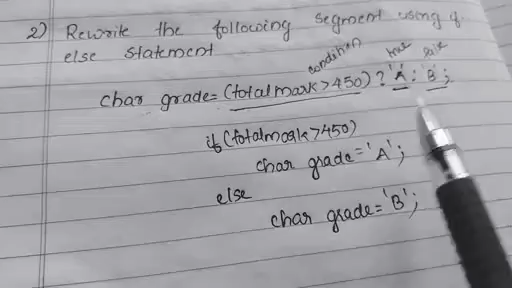 2) Rewrite the following segment using if
else statement
condition true false
char grade=(totalmark>450)?'A':'B';
if(totalmark>450)
char grade='A';
else
char grade='B';